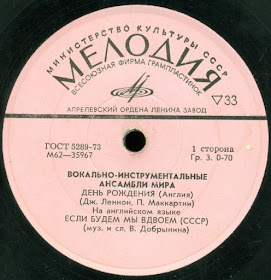 МИНИСТЕРСТВО КУЛЬТУРЫ СССР
МЕЛОДИЯ
ВСЕСОЮЗНАЯ ФИРМА ГРАМПЛАСТИНОК
АПРЕЛЕВСКИЙ ОРДЕНА ЛЕНИНА ЗАВОД
▽33
ГОСТ 5289-73
М62—35967
1 сторона
Гр. 3. 0-70
ВОКАЛЬНО-ИНСТРУМЕНТАЛЬНЫЕ
АНСАМБЛИ МИРА
ДЕНЬ РОЖДЕНИЯ (Англия)
(Дж. Леннон, П. Маккартни)
На английском языке
ЕСЛИ БУДЕМ МЫ ВДВОЕМ (СССР)
(муз. и сл. В. Добрынина)